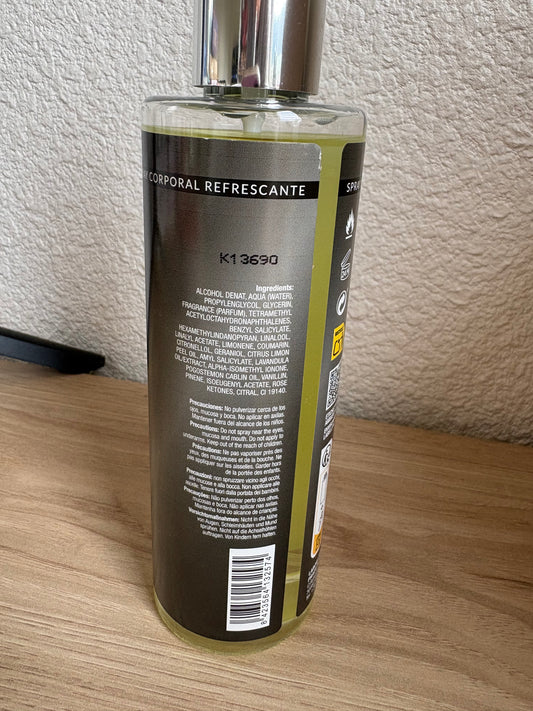 AY CORPORAL REFRESCANTE
SPRAY
K13690
Ingredients:
ALCOHOL DENAT, AQUA (WATER),
PROPYLENGLYCOL, GLYCERIN,
FRAGRANCE (PARFUM), TETRAMETHYL
ACETYLOCTAHYDRONAPHTHALENES,
BENZYL SALICYLATE,
HEXAMETHYLINDANOPYRAN, LINALOOL,
LINALYL ACETATE, LIMONENE, COUMARIN,
CITRONELLOL, GERANIOL, CITRUS LIMON
PEEL OIL, AMYL SALICYLATE, LAVANDULA
OIL/EXTRACT, ALPHA-ISOMETHYL IONONE,
POGOSTEMON CABLIN OIL, VANILLIN,
PINENE, ISOEUGENYL ACETATE, ROSE
KETONES, CITRAL, CI 19140.
Precauciones: No pulverizar cerca de los
ojos, mucosa y boca. No aplicar en axilas.
Mantener fuera del alcance de los niños.
Precautions: Do not spray near the eyes,
mucosa and mouth. Do not apply to
underarms. Keep out of the reach of children.
Précautions: Ne pas vaporiser près des
yeux, des muqueuses et de la bouche. Ne
pas appliquer sur les aisselles. Garder hors
de la portée des enfants.
Precauzioni: non spruzzare vicino agli occhi,
alle mucose e alla bocca. Non applicare alle
ascelle. Tenere fuori dalla portata dei bambini.
Precauções: Não pulverizar perto dos olhos,
mucosas e boca. Não aplicar nas axilas.
Mantenha fora do alcance de crianças.
Vorsichtsmaßnahmen: Nicht in die Nähe
von Augen, Schleimhäuten und Mund
sprühen. Nicht auf die Achselhöhlen
auftragen. Von Kindern fern halten.
8 423564 132574